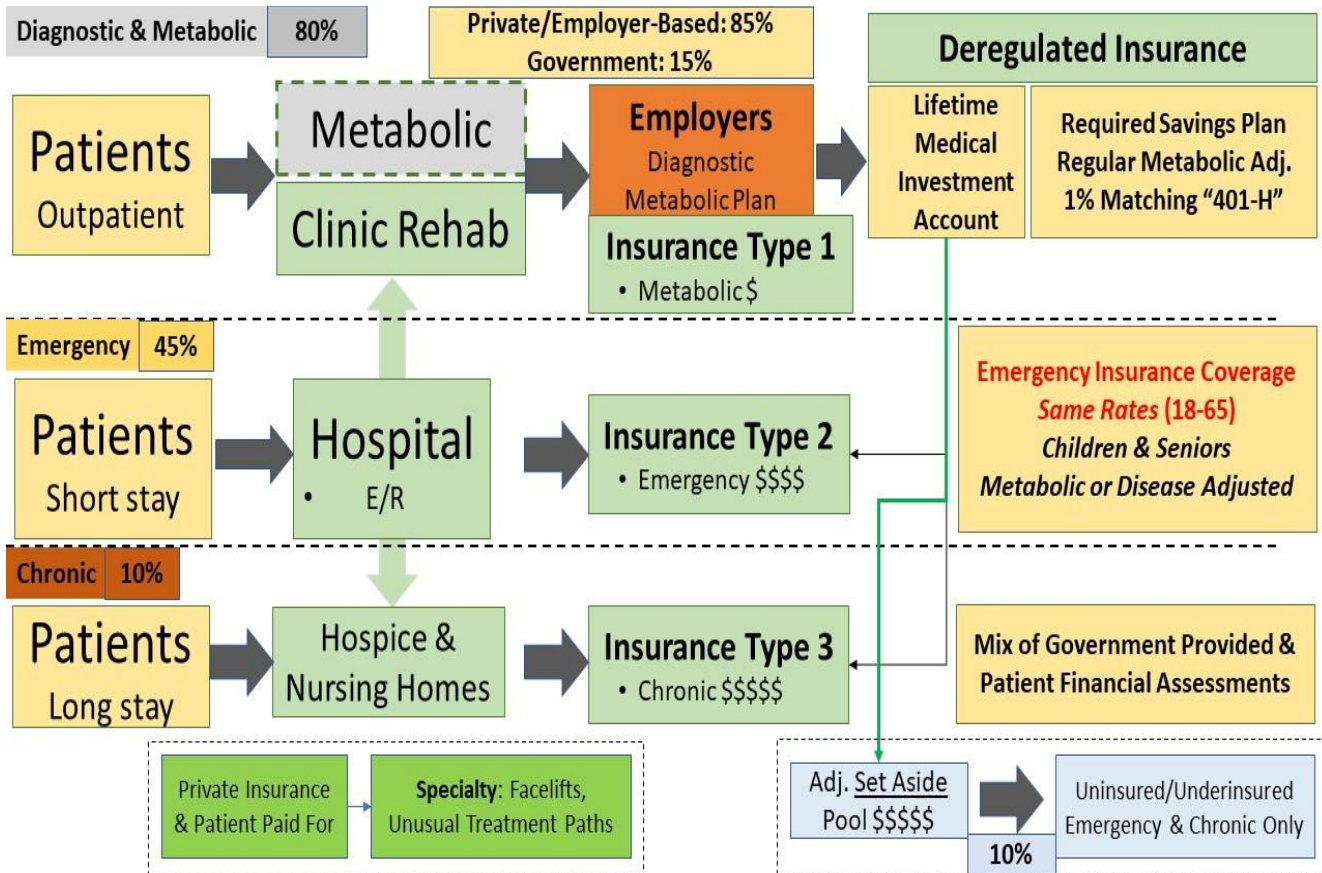 Diagnostic & Metabolic 80%
Private/Employer-Based: 85%
Government: 15%
Deregulated Insurance
Patients
Outpatient
Metabolic
Clinic Rehab
Employers
Diagnostic
Metabolic Plan
Insurance Type 1
• Metabolic $
Lifetime
Medical
Investment
Account
Required Savings Plan
Regular Metabolic Adj.
1% Matching “401-H”
Emergency 45%
Patients
Short stay
Hospital
• E/R
Insurance Type 2
• Emergency $$$$
Emergency Insurance Coverage
Same Rates (18-65)
Children & Seniors
Metabolic or Disease Adjusted
Chronic 10%
Patients
Long stay
Hospice &
Nursing Homes
Insurance Type 3
• Chronic $$$$$
Mix of Government Provided &
Patient Financial Assessments
Private Insurance
& Patient Paid For
Specialty: Facelifts,
Unusual Treatment Paths
Adj. Set Aside
Pool $$$$$
10%
Uninsured/Underinsured
Emergency & Chronic Only